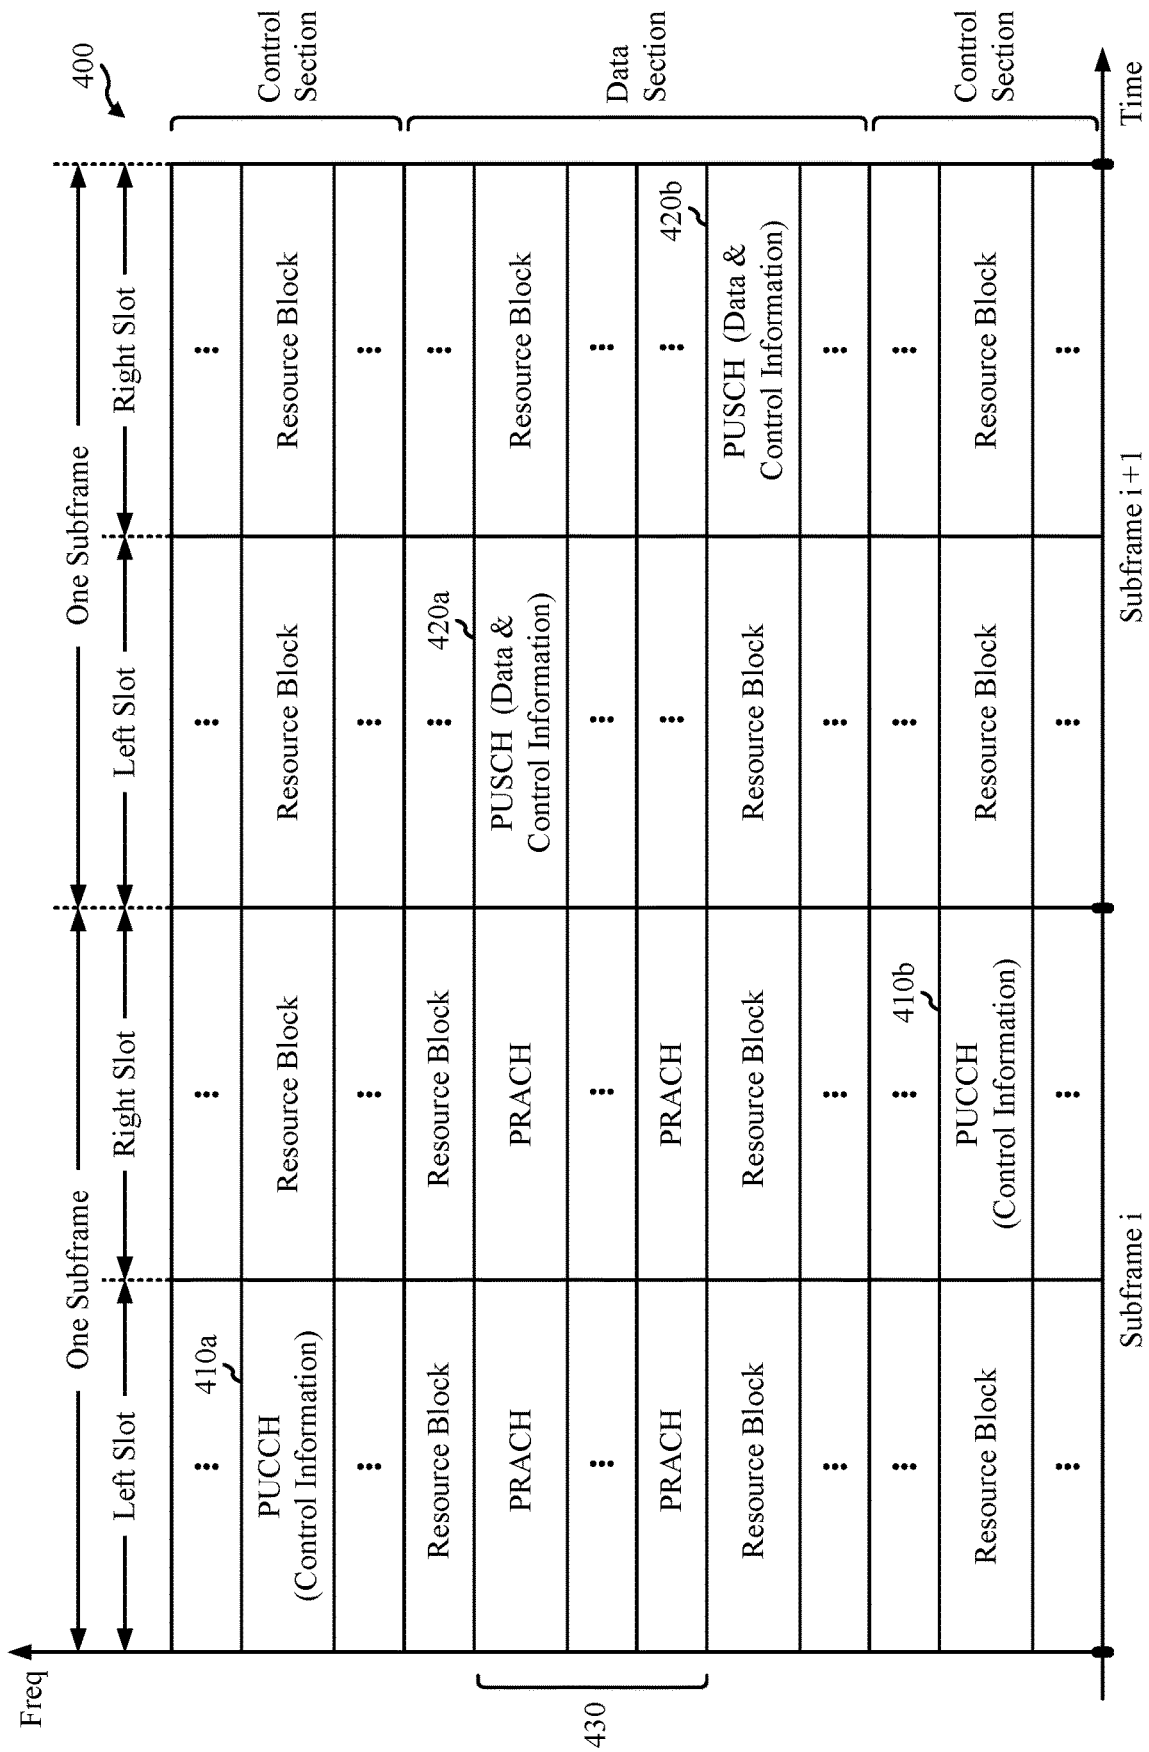 400
Freq
One Subframe
One Subframe
Left Slot
Right Slot
Left Slot
Right Slot
...
410a
...
...
...
PUCCH
(Control Information)
Resource Block
Resource Block
Resource Block
Control
Section
...
...
...
...
Resource Block
Resource Block
...
420a
...
430
PRACH
PRACH
PUSCH (Data &
Control Information)
Resource Block
...
...
...
...
Data
Section
PRACH
PRACH
...
...
420b
Resource Block
Resource Block
Resource Block
PUSCH (Data &
Control Information)
...
...
...
...
...
...
410b
...
...
Resource Block
PUCCH
(Control Information)
Resource Block
Resource Block
Control
Section
...
...
...
...
Subframe i
Subframe i+1
Time